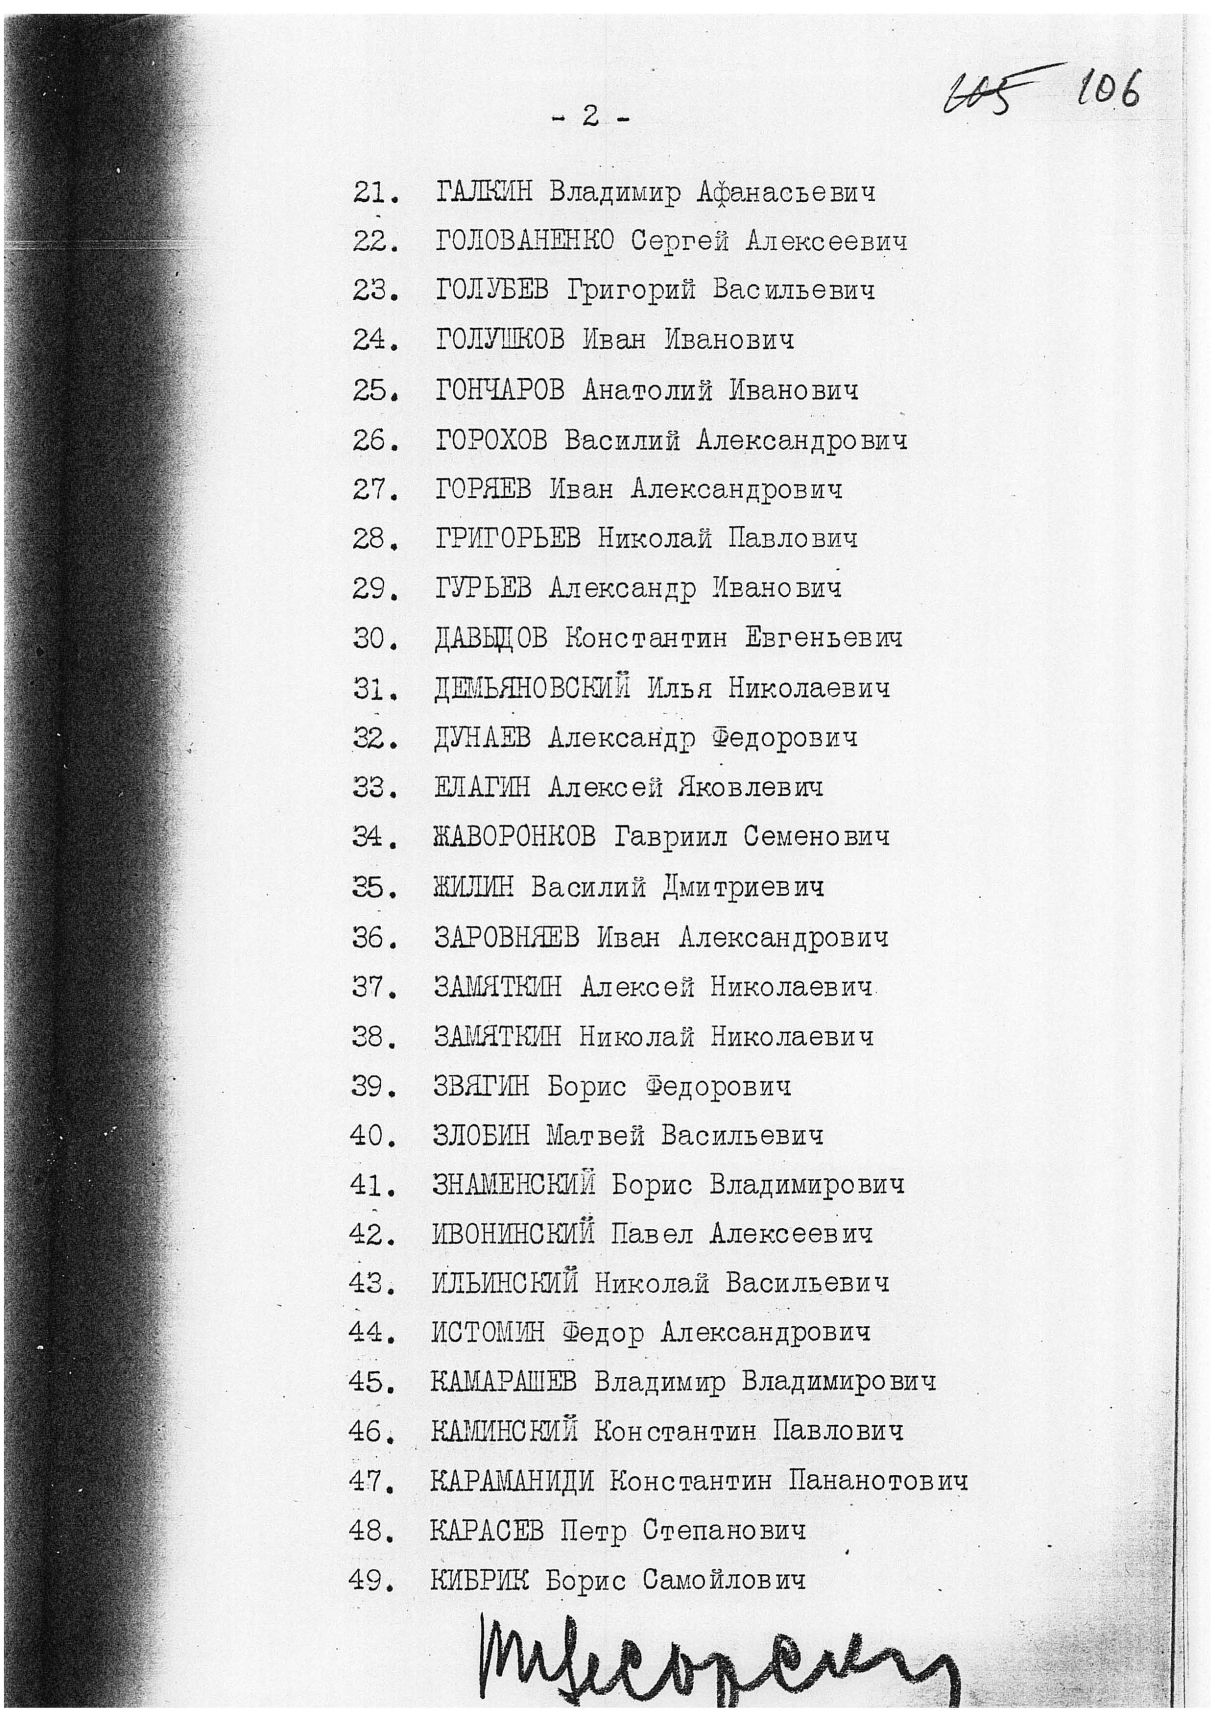 105 106
- 2 -
21. ГАЛКИН Владимир Афанасьевич
22. ГОЛОВАНЕНКО Сергей Алексеевич
23. ГОЛУБЕВ Григорий Васильевич
24. ГОЛУШКОВ Иван Иванович
25. ГОНЧАРОВ Анатолий Иванович
26. ГОРОХОВ Василий Александрович
27. ГОРЯЕВ Иван Александрович
28. ГРИГОРЬЕВ Николай Павлович
29. ГУРЬЕВ Александр Иванович
30. ДАВЫДОВ Константин Евгеньевич
31. ДЕМЬЯНОВСКИЙ Илья Николаевич
32. ДУНАЕВ Александр Федорович
33. ЕЛАГИН Алексей Яковлевич
34. ЖАВОРОНКОВ Гавриил Семенович
35. ЖИЛИН Василий Дмитриевич
36. ЗАРОВНЯЕВ Иван Александрович
37. ЗАМЯТКИН Алексей Николаевич
38. ЗАМЯТКИН Николай Николаевич
39. ЗВЯГИН Борис Федорович
40. ЗЛОБИН Матвей Васильевич
41. ЗНАМЕНСКИЙ Борис Владимирович
42. ИВОНИНСКИЙ Павел Алексеевич
43. ИЛЬИНСКИЙ Николай Васильевич
44. ИСТОМИН Федор Александрович
45. КАМАРАШЕВ Владимир Владимирович
46. КАМИНСКИЙ Константин Павлович
47. КАРАМАНИДИ Константин Пананотович
48. КАРАСЕВ Петр Степанович
49. КИБРИК Борис Самойлович